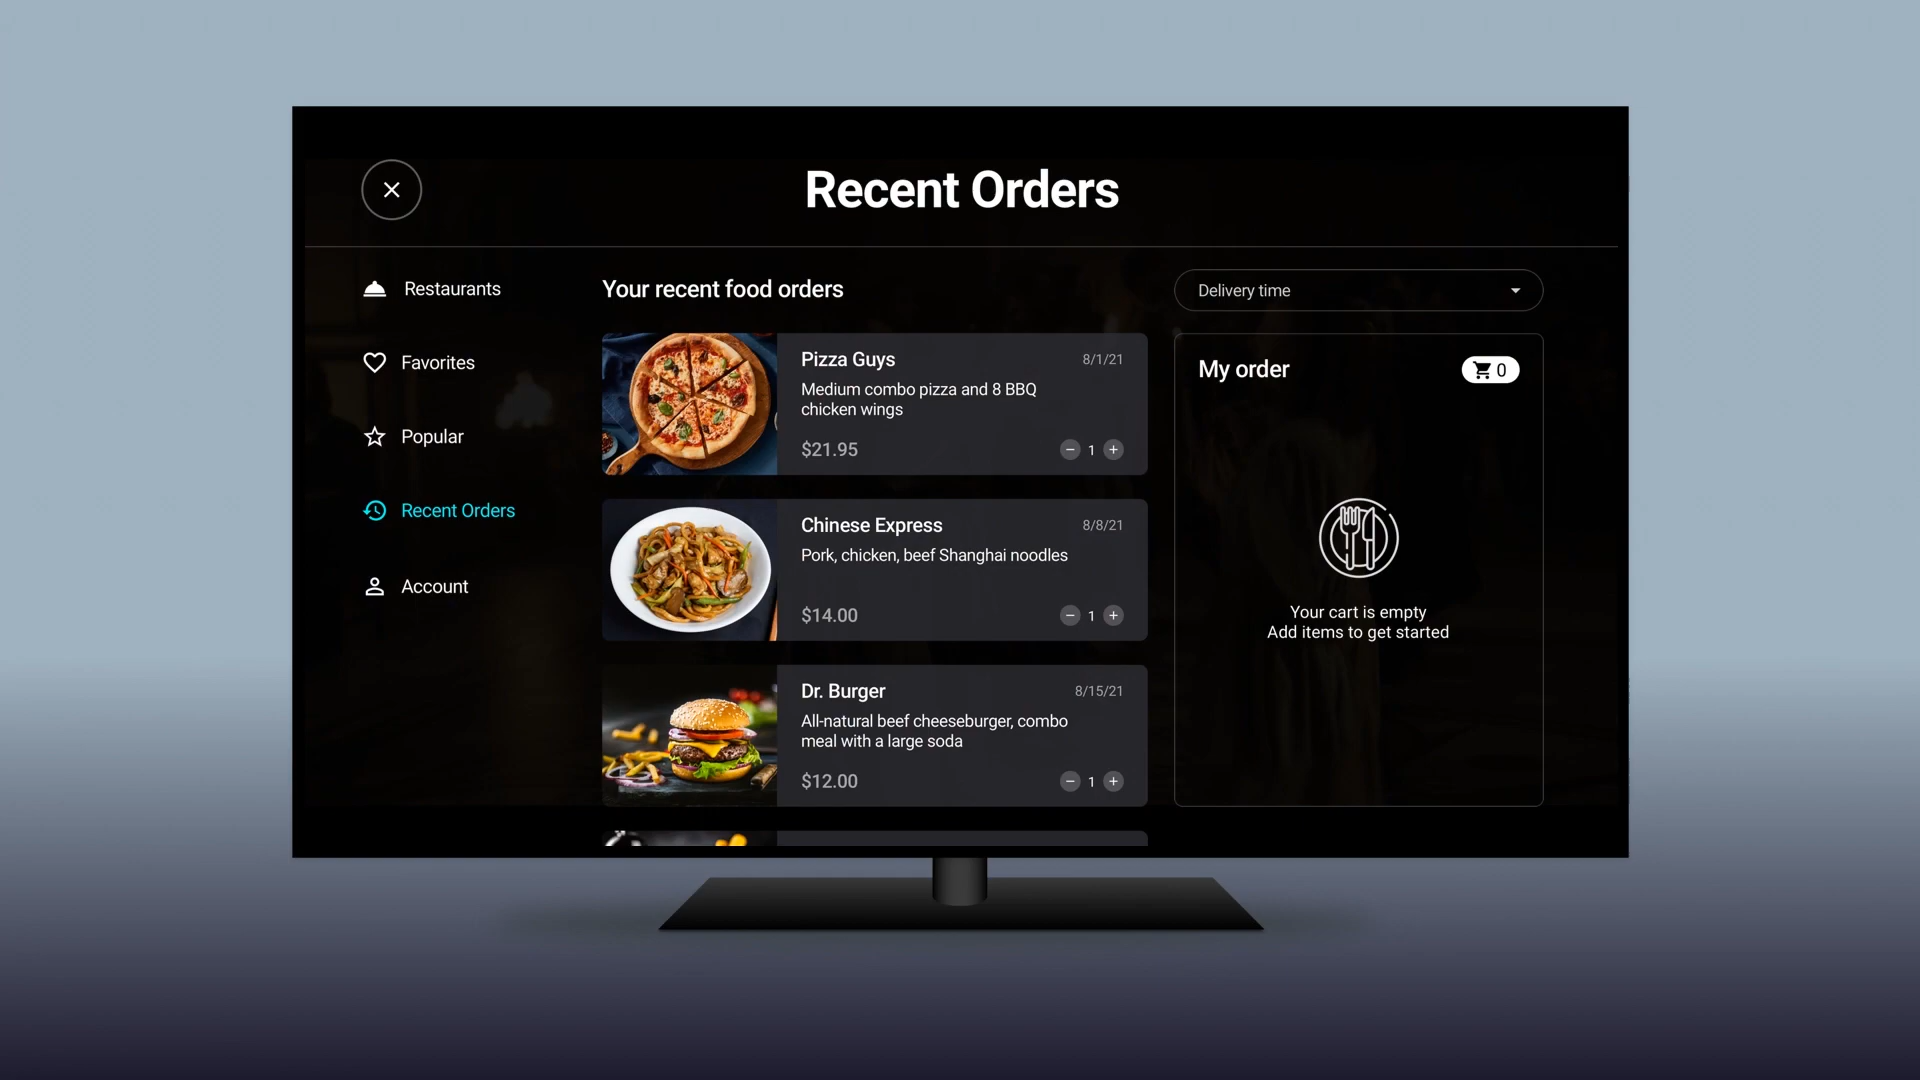 Recent Orders
Restaurants
Favorites
Popular
Recent Orders
Account
Your recent food orders
Pizza Guys
8/1/21
Medium combo pizza and 8 BBQ
chicken wings
$21.95
1
Chinese Express
8/8/21
Pork, chicken, beef Shanghai noodles
$14.00
1
Dr. Burger
8/15/21
All-natural beef cheeseburger, combo
meal with a large soda
$12.00
1
Delivery time
My order
0
Your cart is empty
Add items to get started